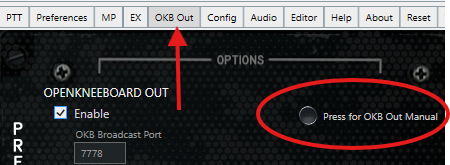 PTT Preferences MP EX OKB Out Config Audio Editor Help About Reset
OPTIONS
OPENKNEEBOARD OUT
Enable
Press for OKB Out Manual
OKB Broadcast Port
7778
P
R
E